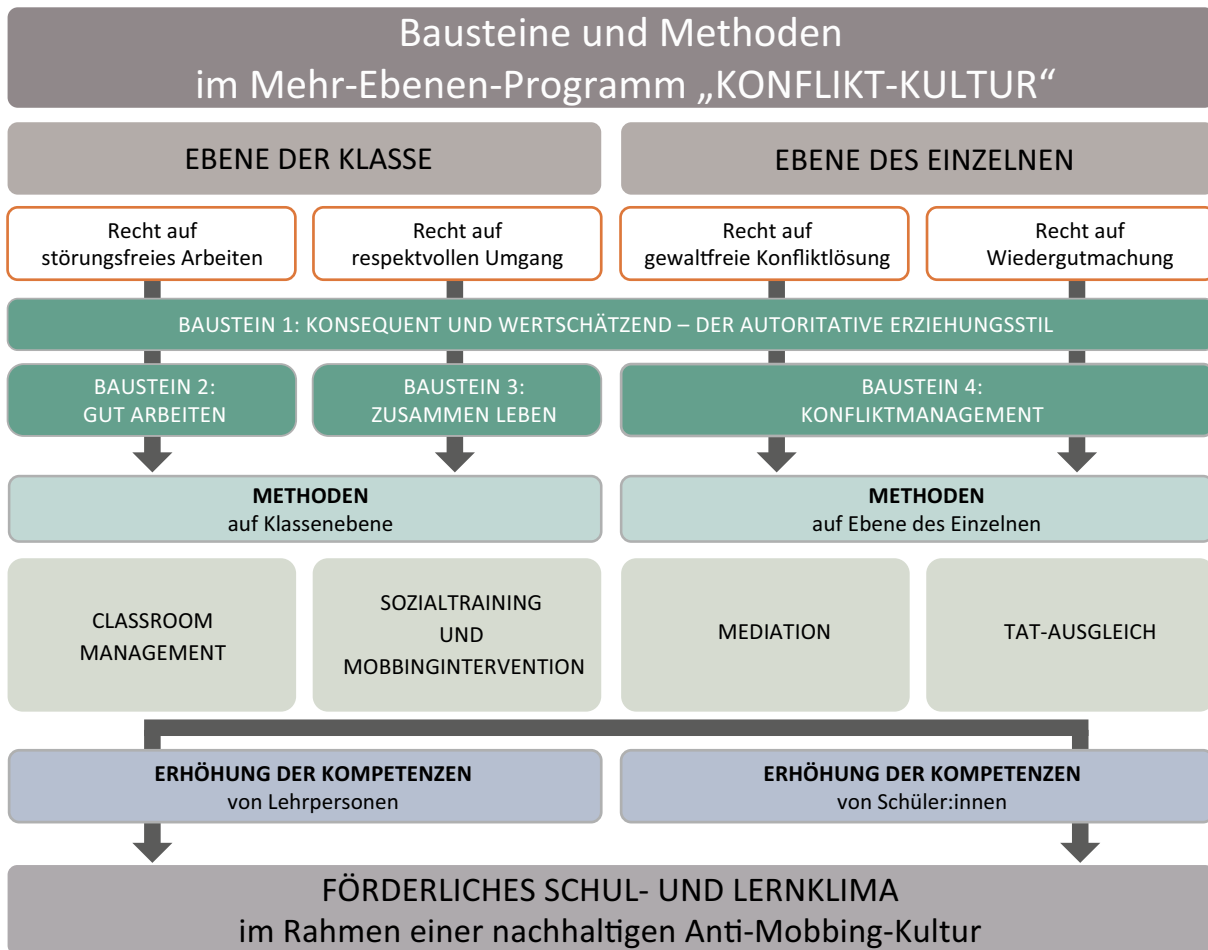 Bausteine und Methoden
im Mehr-Ebenen-Programm „KONFLIKT-KULTUR“
EBENE DER KLASSE
EBENE DES EINZELNEN
Recht auf
störungsfreies Arbeiten
Recht auf
respektvollen Umgang
Recht auf
gewaltfreie Konfliktlösung
Recht auf
Wiedergutmachung
BAUSTEIN 1: KONSEQUENT UND WERTSCHÄTZEND – DER AUTORITATIVE ERZIEHUNGSSTIL
BAUSTEIN 2:
GUT ARBEITEN
BAUSTEIN 3:
ZUSAMMEN LEBEN
BAUSTEIN 4:
KONFLIKTMANAGEMENT
METHODEN
auf Klassenebene
METHODEN
auf Ebene des Einzelnen
CLASSROOM
MANAGEMENT
SOZIALTRAINING
UND
MOBBINGINTERVENTION
MEDIATION
TAT-AUSGLEICH
ERHÖHUNG DER KOMPETENZEN
von Lehrpersonen
ERHÖHUNG DER KOMPETENZEN
von Schüler:innen
FÖRDERLICHES SCHUL- UND LERNKLIMA
im Rahmen einer nachhaltigen Anti-Mobbing-Kultur